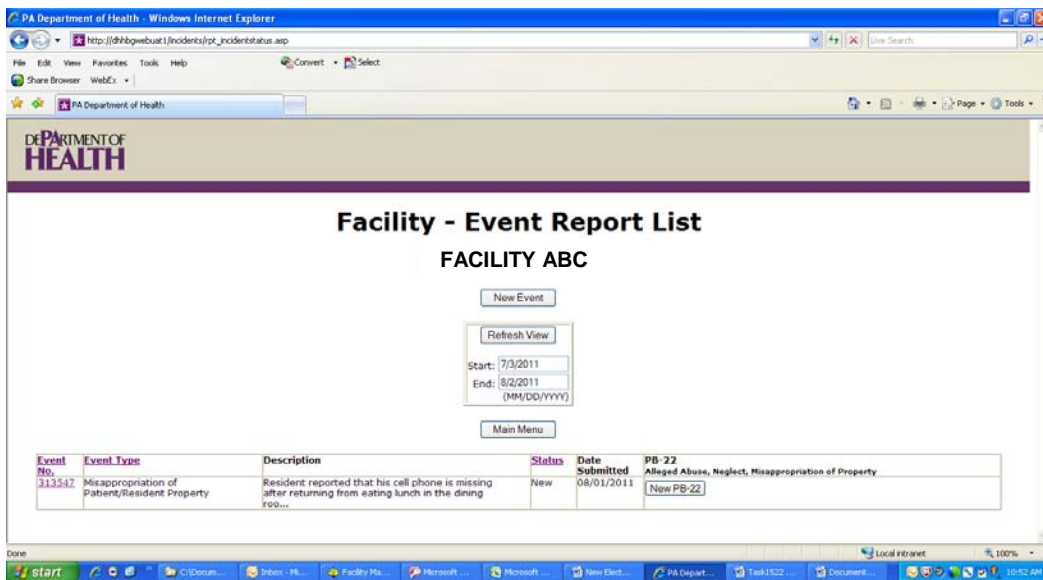 PA Department of Health - Windows Internet Explorer
http://dhhbgwebuat1/incidents/rpt_incidentstatus.asp
Live Search
File Edit View Favorites Tools Help
Convert Select
Share Browser WebEx
PA Department of Health
Page Tools
DEPARTMENT OF
HEALTH
Facility - Event Report List
FACILITY ABC
New Event
Refresh View
Start: 7/3/2011
End: 8/2/2011
(MM/DD/YYYY)
Main Menu
Event No. Event Type Description Status Date Submitted PB-22
Alleged Abuse, Neglect, Misappropriation of Property
313547 Misappropriation of Resident reported that his cell phone is missing New 08/01/2011 New PB-22
Patient/Resident Property after returning from eating lunch in the dining
roo...
Done Local intranet 100%
start C:\Docum... Inbox - Mi... Facility Ma... Microsoft ... Microsoft ... New Elect... PA Depart... Task1522 ... Document... 10:52 AM